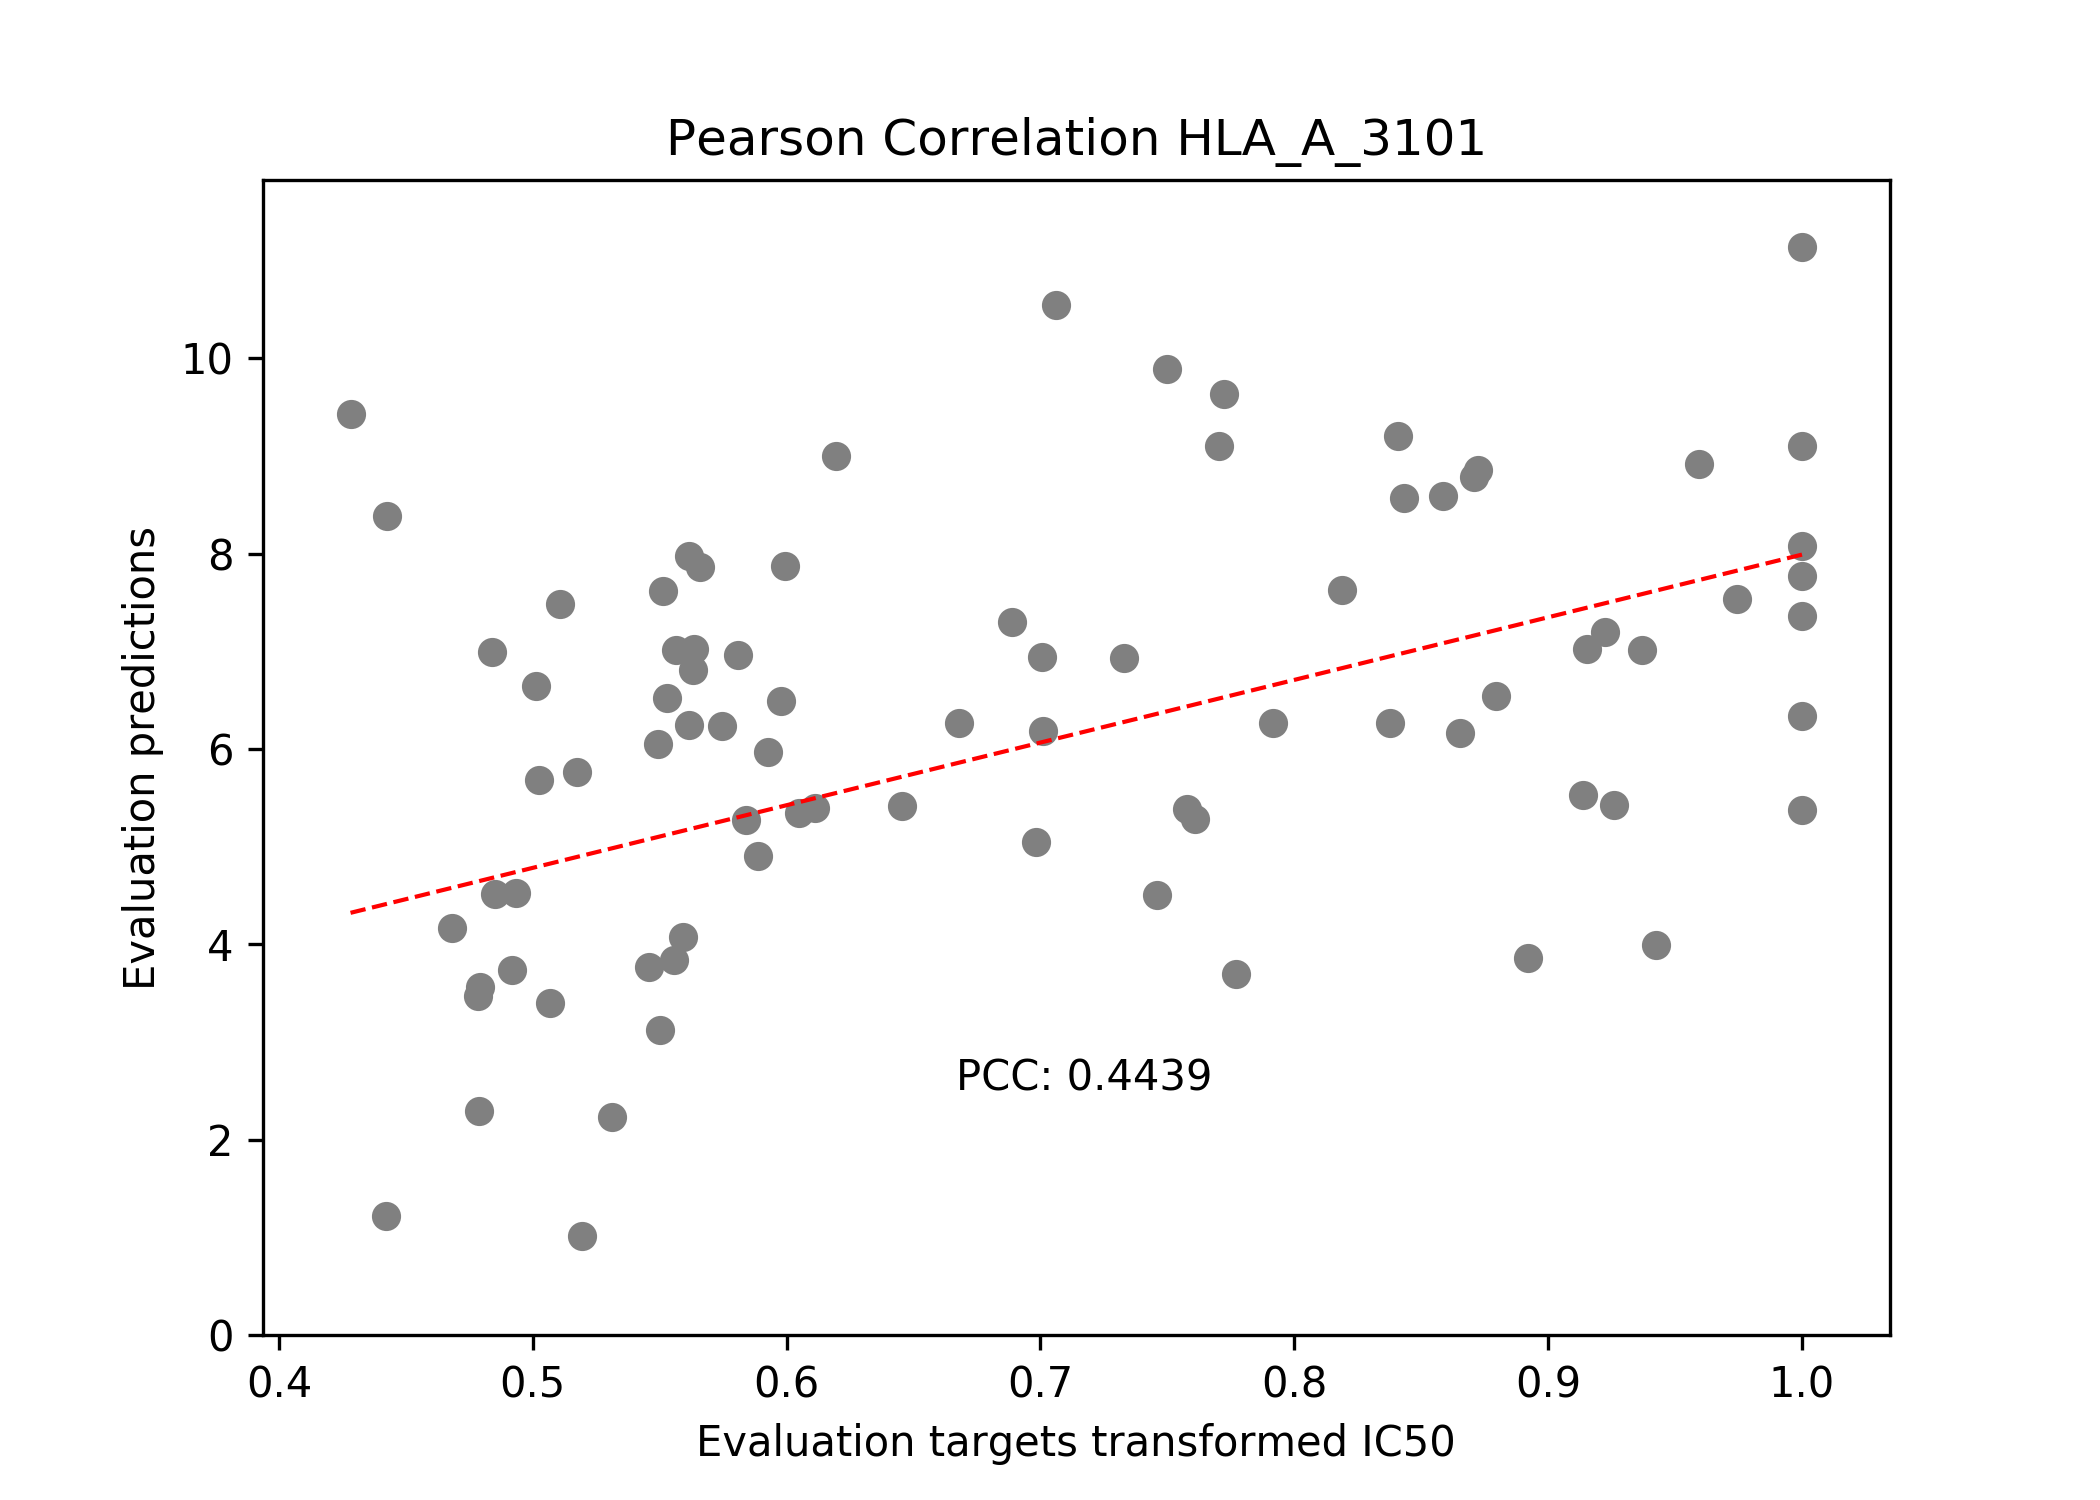 Pearson Correlation HLA_A_3101
10
8
6
4
2
0
Evaluation predictions
PCC: 0.4439
0.4 0.5 0.6 0.7 0.8 0.9 1.0
Evaluation targets transformed IC50